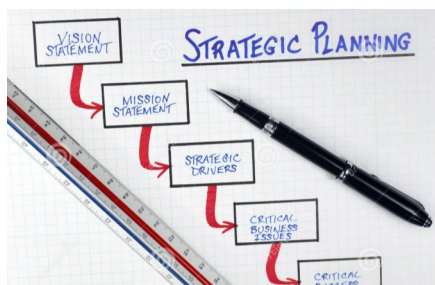 STRATEGIC PLANNING
VISION
STATEMENT
MISSION
STATEMENT
STRATEGIC
DRIVERS
CRITICAL
BUSINESS
ISSUES
CRITICAL